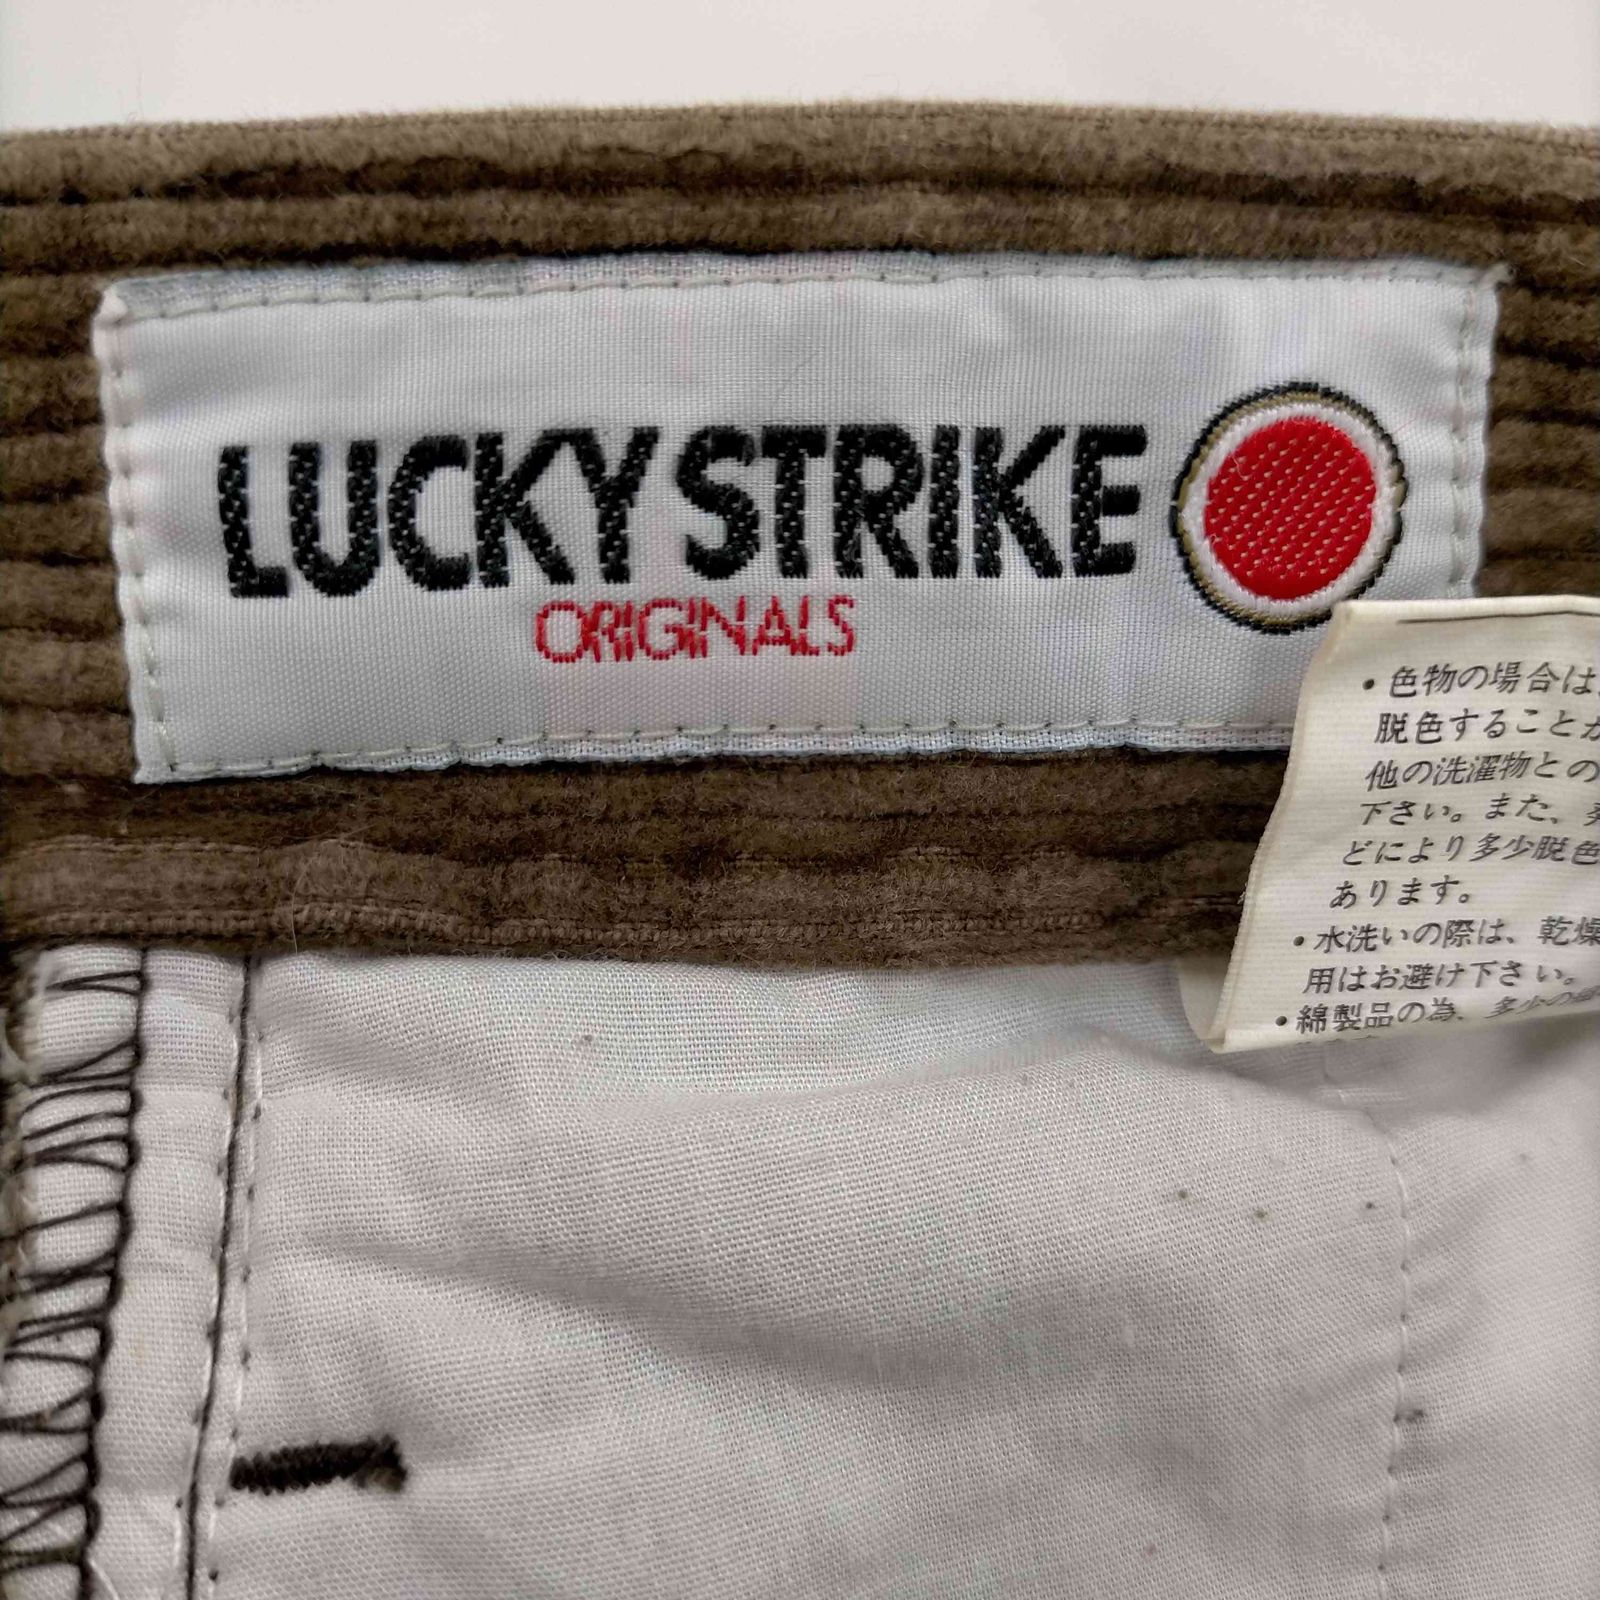 LUCKY STRIKE
ORIGINALS
• 色物の場合は
脱色することが
他の洗濯物との
下さい。また、
どにより多少脱色
あります。
• 水洗いの際は、乾燥
用はお避け下さい。
• 綿製品の為、多少の